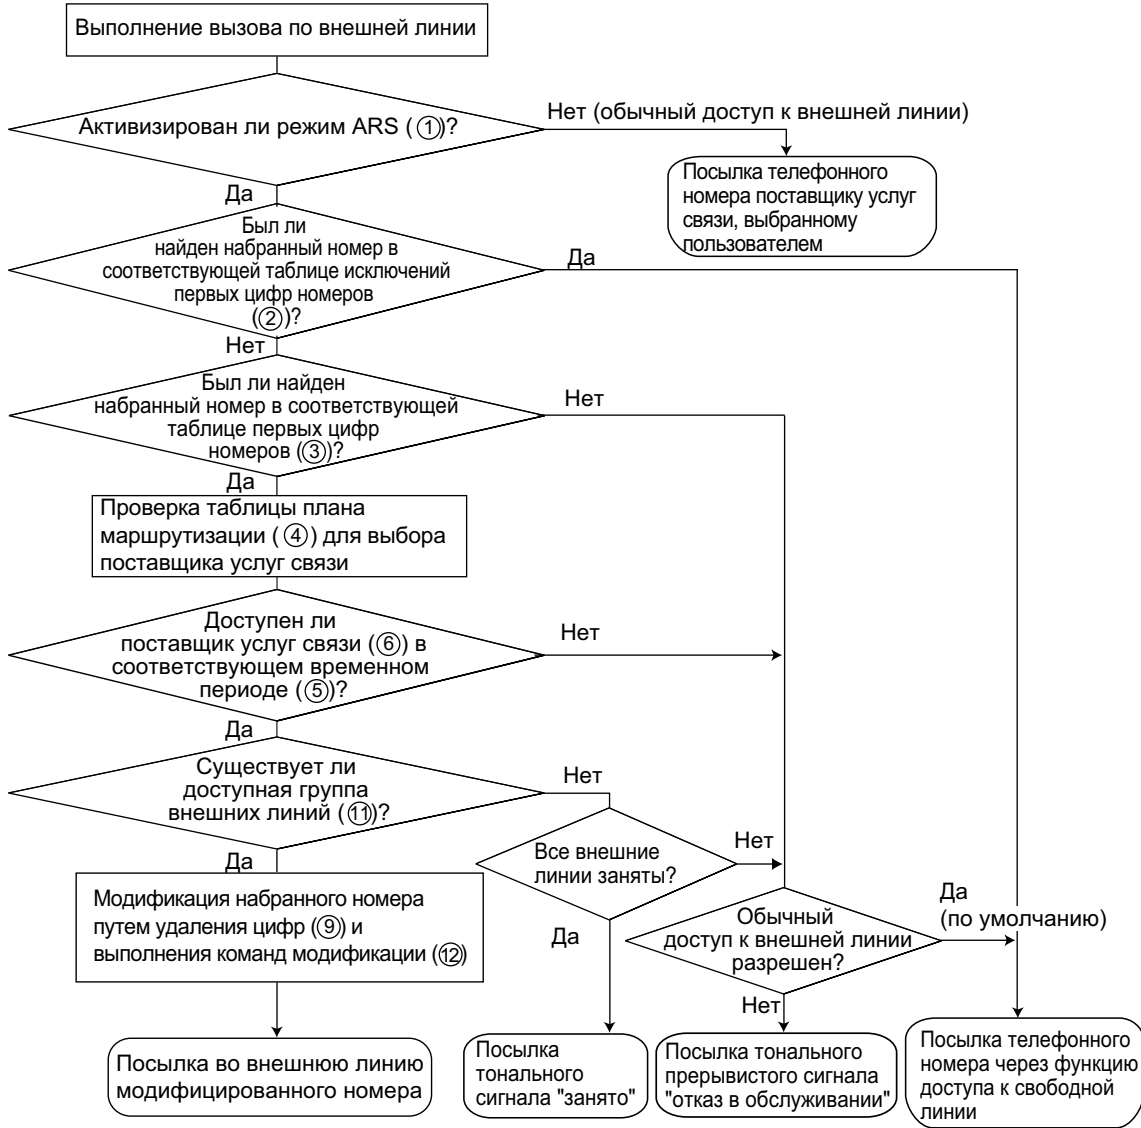 Выполнение вызова по внешней линии
Активизирован ли режим ARS (①)?
Нет (обычный доступ к внешней линии)
Посылка телефонного
номера поставщику услуг
связи, выбранному
пользователем
Да
Был ли
найден набранный номер в
соответствующей таблице исключений
первых цифр номеров
(②)?
Да
Нет
Был ли найден
набранный номер в соответствующей
таблице первых цифр
номеров (③)?
Нет
Да
Проверка таблицы плана
маршрутизации (④) для выбора
поставщика услуг связи
Доступен ли
поставщик услуг связи (⑥) в
соответствующем временном
периоде (⑤)?
Нет
Да
Существует ли
доступная группа
внешних линий (⑪)?
Нет
Все внешние
линии заняты?
Нет
Да
Да
Модификация набранного номера
путем удаления цифр (⑨) и
выполнения команд модификации (⑫)
Обычный
доступ к внешней линии
разрешен?
Да
(по умолчанию)
Нет
Посылка во внешнюю линию
модифицированного номера
Посылка
тонального
сигнала "занято"
Посылка тонального
прерывистого сигнала
"отказ в обслуживании"
Посылка телефонного
номера через функцию
доступа к свободной
линии